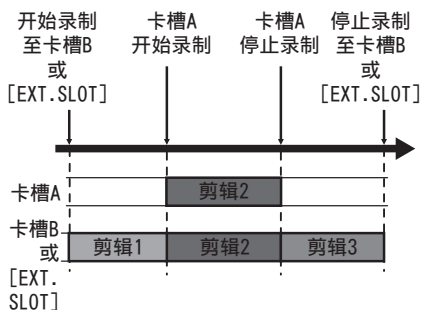 开始录制
至卡槽B
或
[EXT.SLOT]
卡槽A
开始录制
卡槽A
停止录制
停止录制
至卡槽B
或
[EXT.SLOT]
卡槽A
剪辑2
卡槽B
或
[EXT.
SLOT]
剪辑1
剪辑2
剪辑3